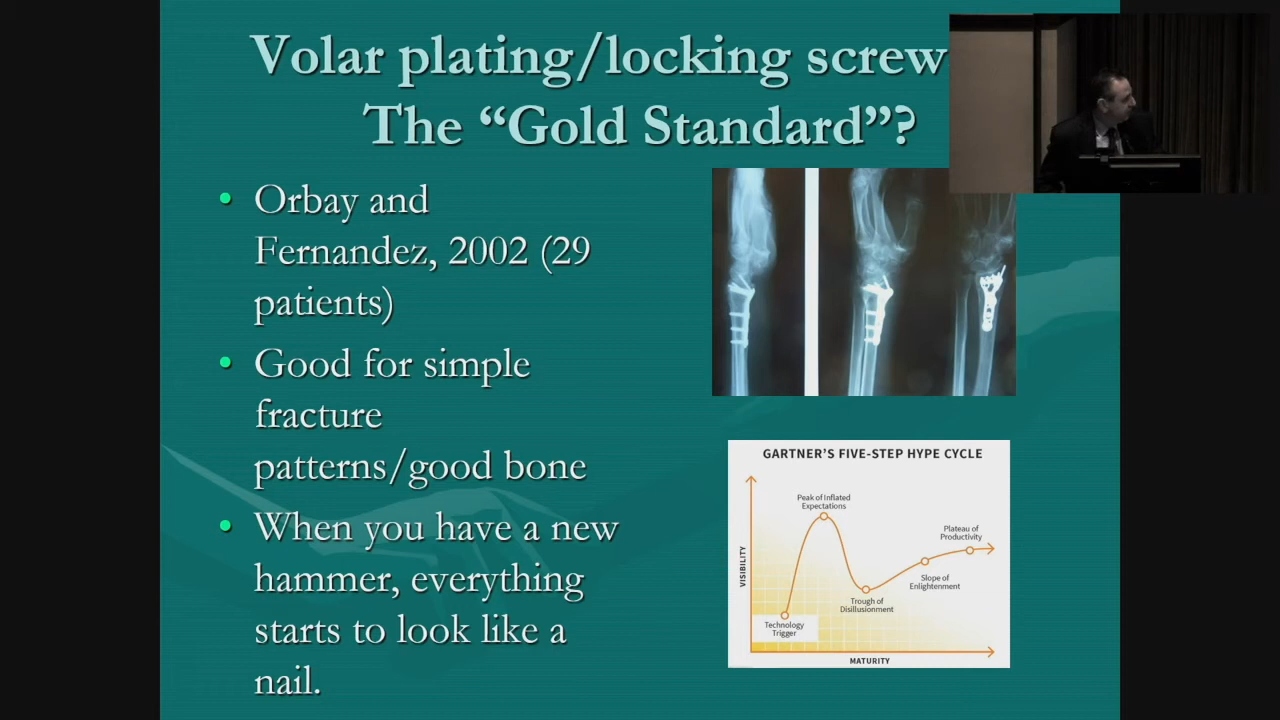 Volar plating/locking screw
The “Gold Standard”?
• Orbay and
Fernandez, 2002 (29
patients)
• Good for simple
fracture
patterns/good bone
• When you have a new
hammer, everything
starts to look like a
nail.
GARTNER'S FIVE-STEP HYPE CYCLE
Peak of Inflated
Expectations
Plateau of
Productivity
VISIBILITY
Slope of
Enlightenment
Trough of
Disillusionment
Technology
Trigger
MATURITY